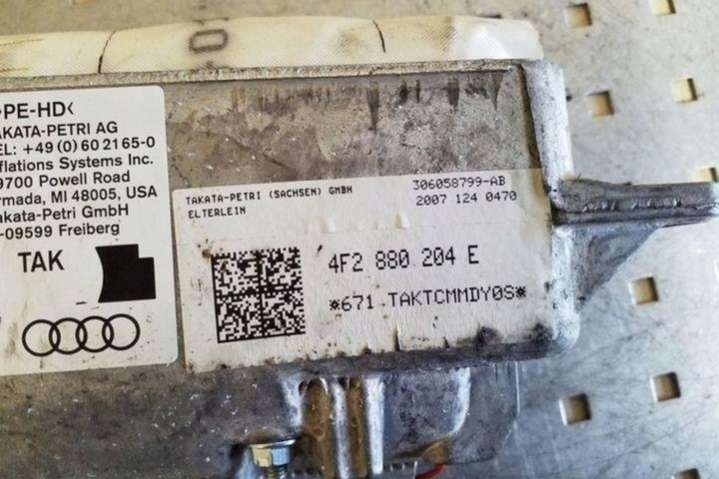 >PE-HD<
AKATA-PETRI AG
EL: +49 (0) 60 21 65-0
flations Systems Inc.
9700 Powell Road
rmada, MI 48005, USA
akata-Petri GmbH
-09599 Freiberg
TAK
TAKATA-PETRI (SACHSEN) GMBH
ELTERLEIN
306058799-AB
2007 124 0470
4F2 880 204 E
*671 TAKTCMMDY0S*